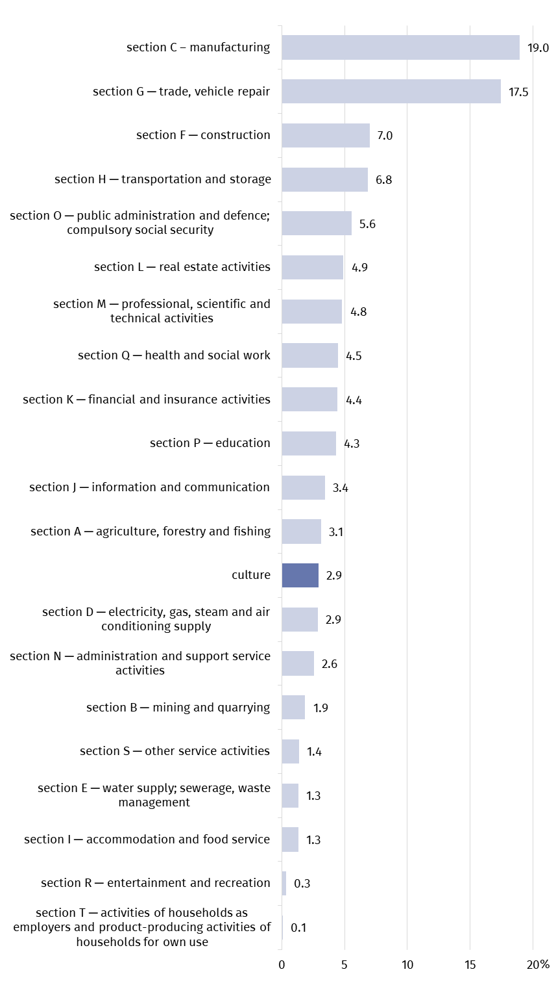 section C – manufacturing 19.0
section G — trade, vehicle repair 17.5
section F — construction 7.0
section H — transportation and storage 6.8
section O — public administration and defence;
compulsory social security 5.6
section L — real estate activities 4.9
section M — professional, scientific and
technical activities 4.8
section Q — health and social work 4.5
section K — financial and insurance activities 4.4
section P — education 4.3
section J — information and communication 3.4
section A — agriculture, forestry and fishing 3.1
culture 2.9
section D — electricity, gas, steam and air
conditioning supply 2.9
section N — administration and support service
activities 2.6
section B — mining and quarrying 1.9
section S — other service activities 1.4
section E — water supply; sewerage, waste
management 1.3
section I — accommodation and food service 1.3
section R — entertainment and recreation 0.3
section T — activities of households as
employers and product-producing activities of
households for own use 0.1
0 5 10 15 20%